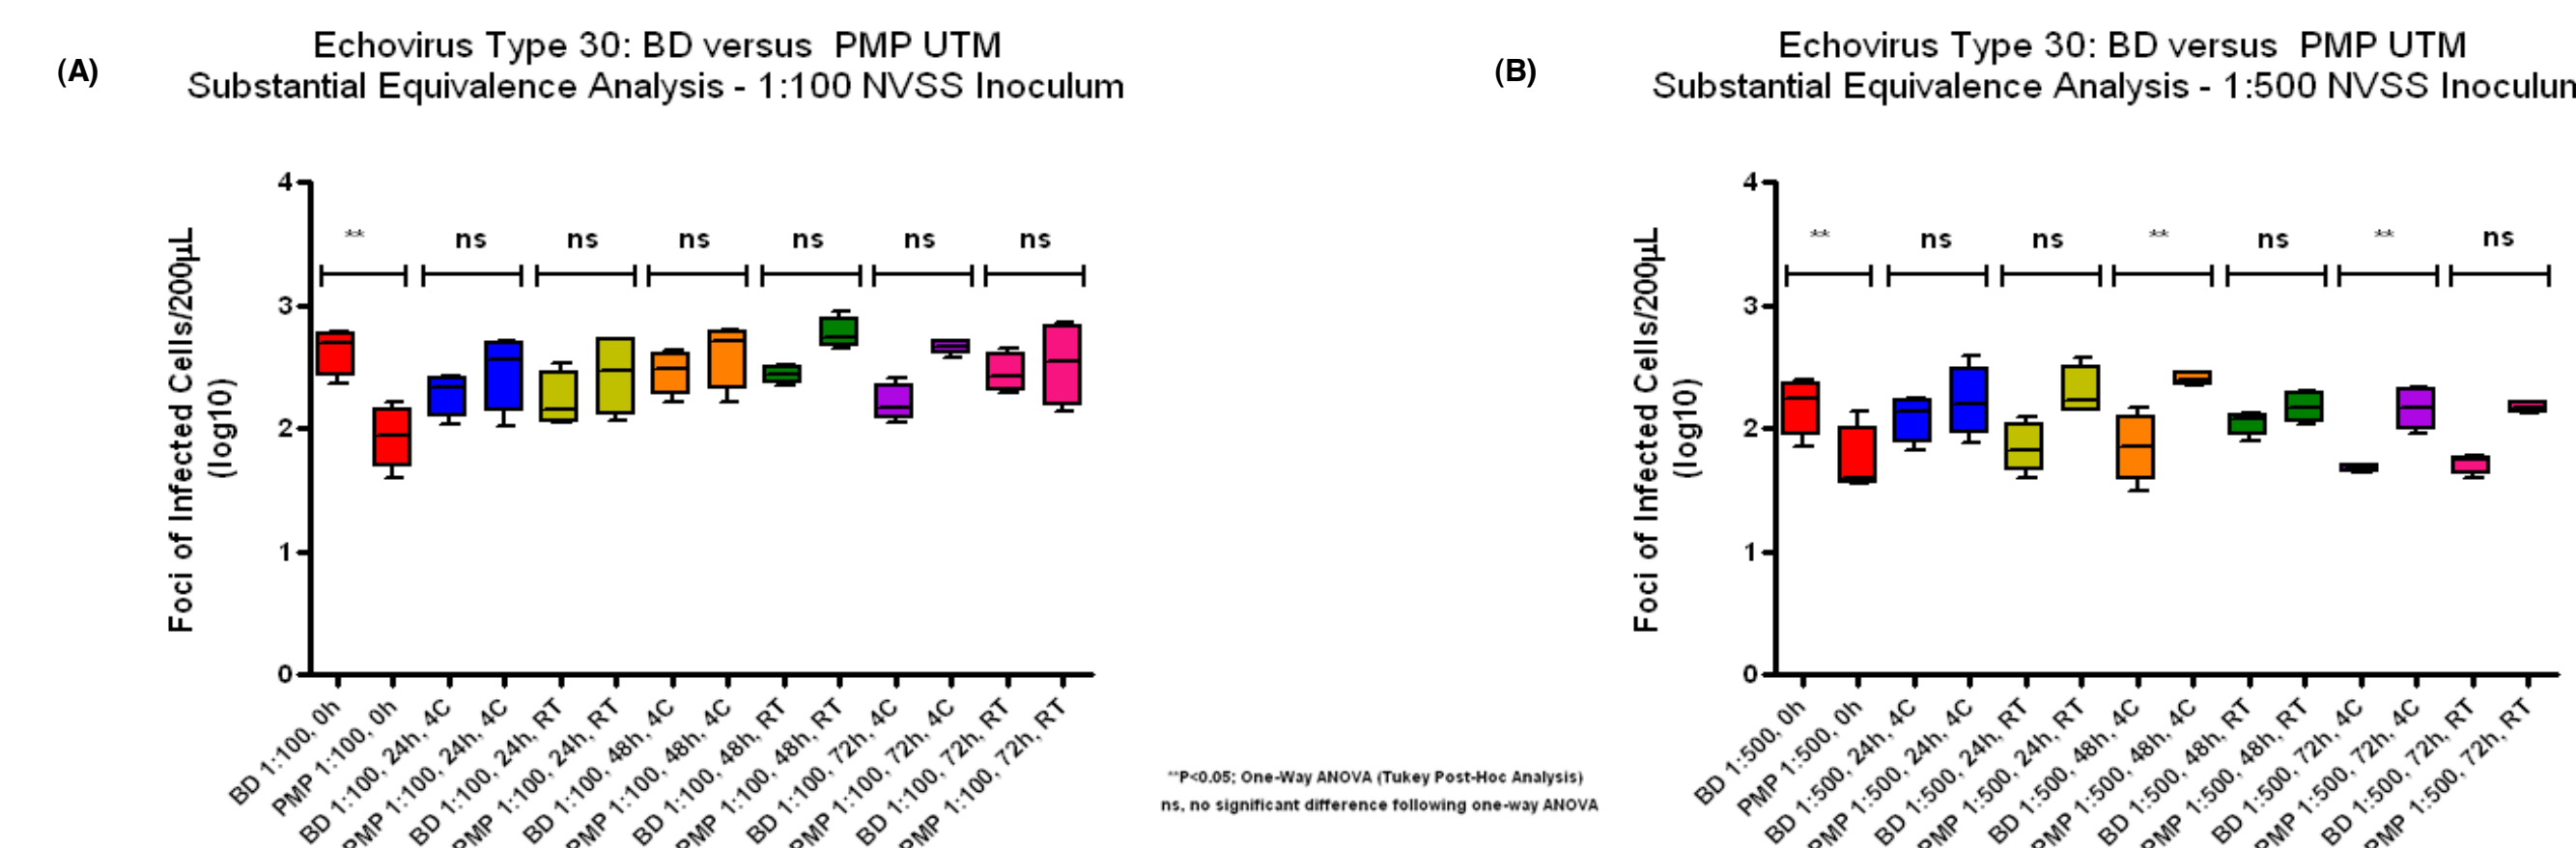 (A)
Echovirus Type 30: BD versus PMP UTM
Substantial Equivalence Analysis - 1:100 NVSS Inoculum
Foci of Infected Cells/200µL
(log10)
4
3
2
1
0
** ns ns ns ns ns ns
BD 1:100, 0h
PMP 1:100, 0h
BD 1:100, 24h, 4C
PMP 1:100, 24h, 4C
BD 1:100, 24h, RT
PMP 1:100, 24h, RT
BD 1:100, 48h, 4C
PMP 1:100, 48h, 4C
BD 1:100, 48h, RT
PMP 1:100, 48h, RT
BD 1:100, 72h, 4C
PMP 1:100, 72h, 4C
BD 1:100, 72h, RT
PMP 1:100, 72h, RT
**P<0.05; One-Way ANOVA (Tukey Post-Hoc Analysis)
ns, no significant difference following one-way ANOVA
(B)
Echovirus Type 30: BD versus PMP UTM
Substantial Equivalence Analysis - 1:500 NVSS Inoculun
Foci of Infected Cells/200µL
(log10)
4
3
2
1
0
** ns ns ** ns ** ns
BD 1:500, 0h
PMP 1:500, 0h
BD 1:500, 24h, 4C
PMP 1:500, 24h, 4C
BD 1:500, 24h, RT
PMP 1:500, 24h, RT
BD 1:500, 48h, 4C
PMP 1:500, 48h, 4C
BD 1:500, 48h, RT
PMP 1:500, 48h, RT
BD 1:500, 72h, 4C
PMP 1:500, 72h, 4C
BD 1:500, 72h, RT
PMP 1:500, 72h, RT